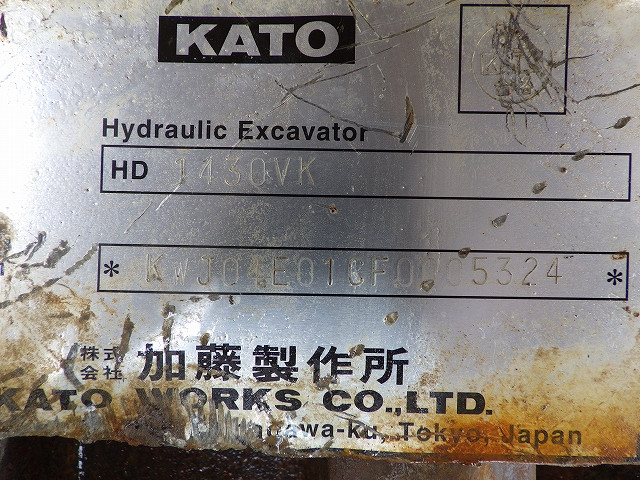 KATO
Hydraulic Excavator
HD 1430VK
* KWJ04E01CF0005324 *
株式会社 加藤製作所
KATO WORKS CO.,LTD.
Tokyo, Japan